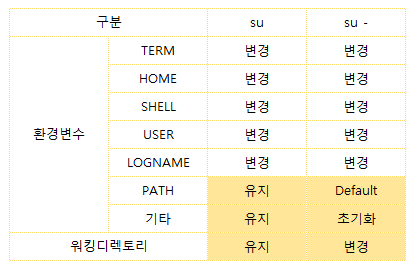 구분 su su -
환경변수 TERM 변경 변경
HOME 변경 변경
SHELL 변경 변경
USER 변경 변경
LOGNAME 변경 변경
PATH 유지 Default
기타 유지 초기화
워킹디렉토리 유지 변경